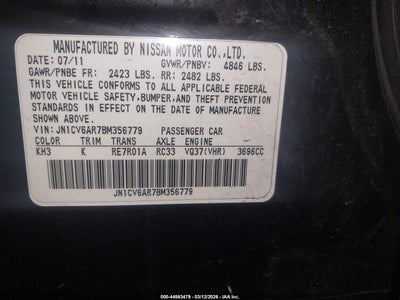 MANUFACTURED BY NISSAN MOTOR CO.,LTD.
DATE: 07/11 GVWR/PNBV: 4846 LBS.
GAWR/PNBE FR: 2423 LBS. RR: 2482 LBS.
THIS VEHICLE CONFORMS TO ALL APPLICABLE FEDERAL
MOTOR VEHICLE SAFETY,BUMPER,AND THEFT PREVENTION
STANDARDS IN EFFECT ON THE DATE OF MANUFACTURE
SHOWN ABOVE.
VIN: JN1CV6AR7BM356779 PASSENGER CAR
COLOR TRIM TRANS AXLE ENGINE
KH3 K RE7R01A RC33 VQ37(VHR) 3696CC
JN1CV6AR7BM356779
000-44563479 - 03/12/2026 - IAA Inc.